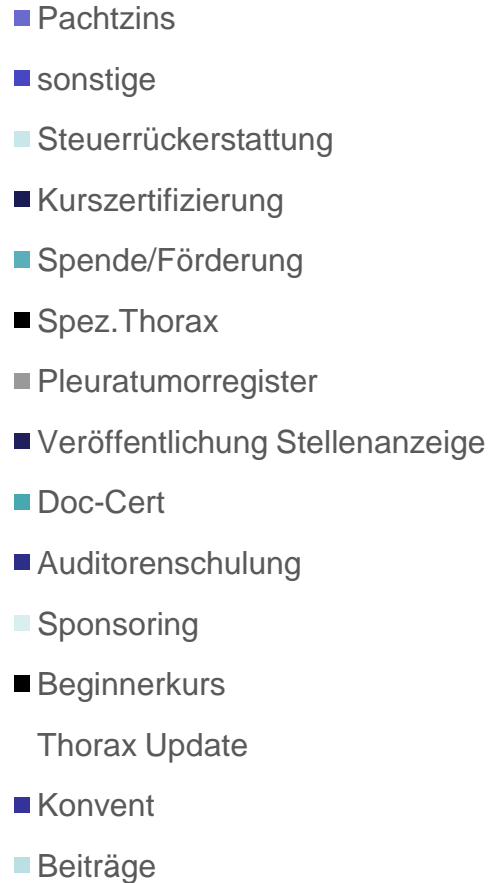 Pachtzins
sonstige
Steuerrückerstattung
Kurszertifizierung
Spende/Förderung
Spez.Thorax
Pleuratumorregister
Veröffentlichung Stellenanzeige
Doc-Cert
Auditorenschulung
Sponsoring
Beginnerkurs
Thorax Update
Konvent
Beiträge